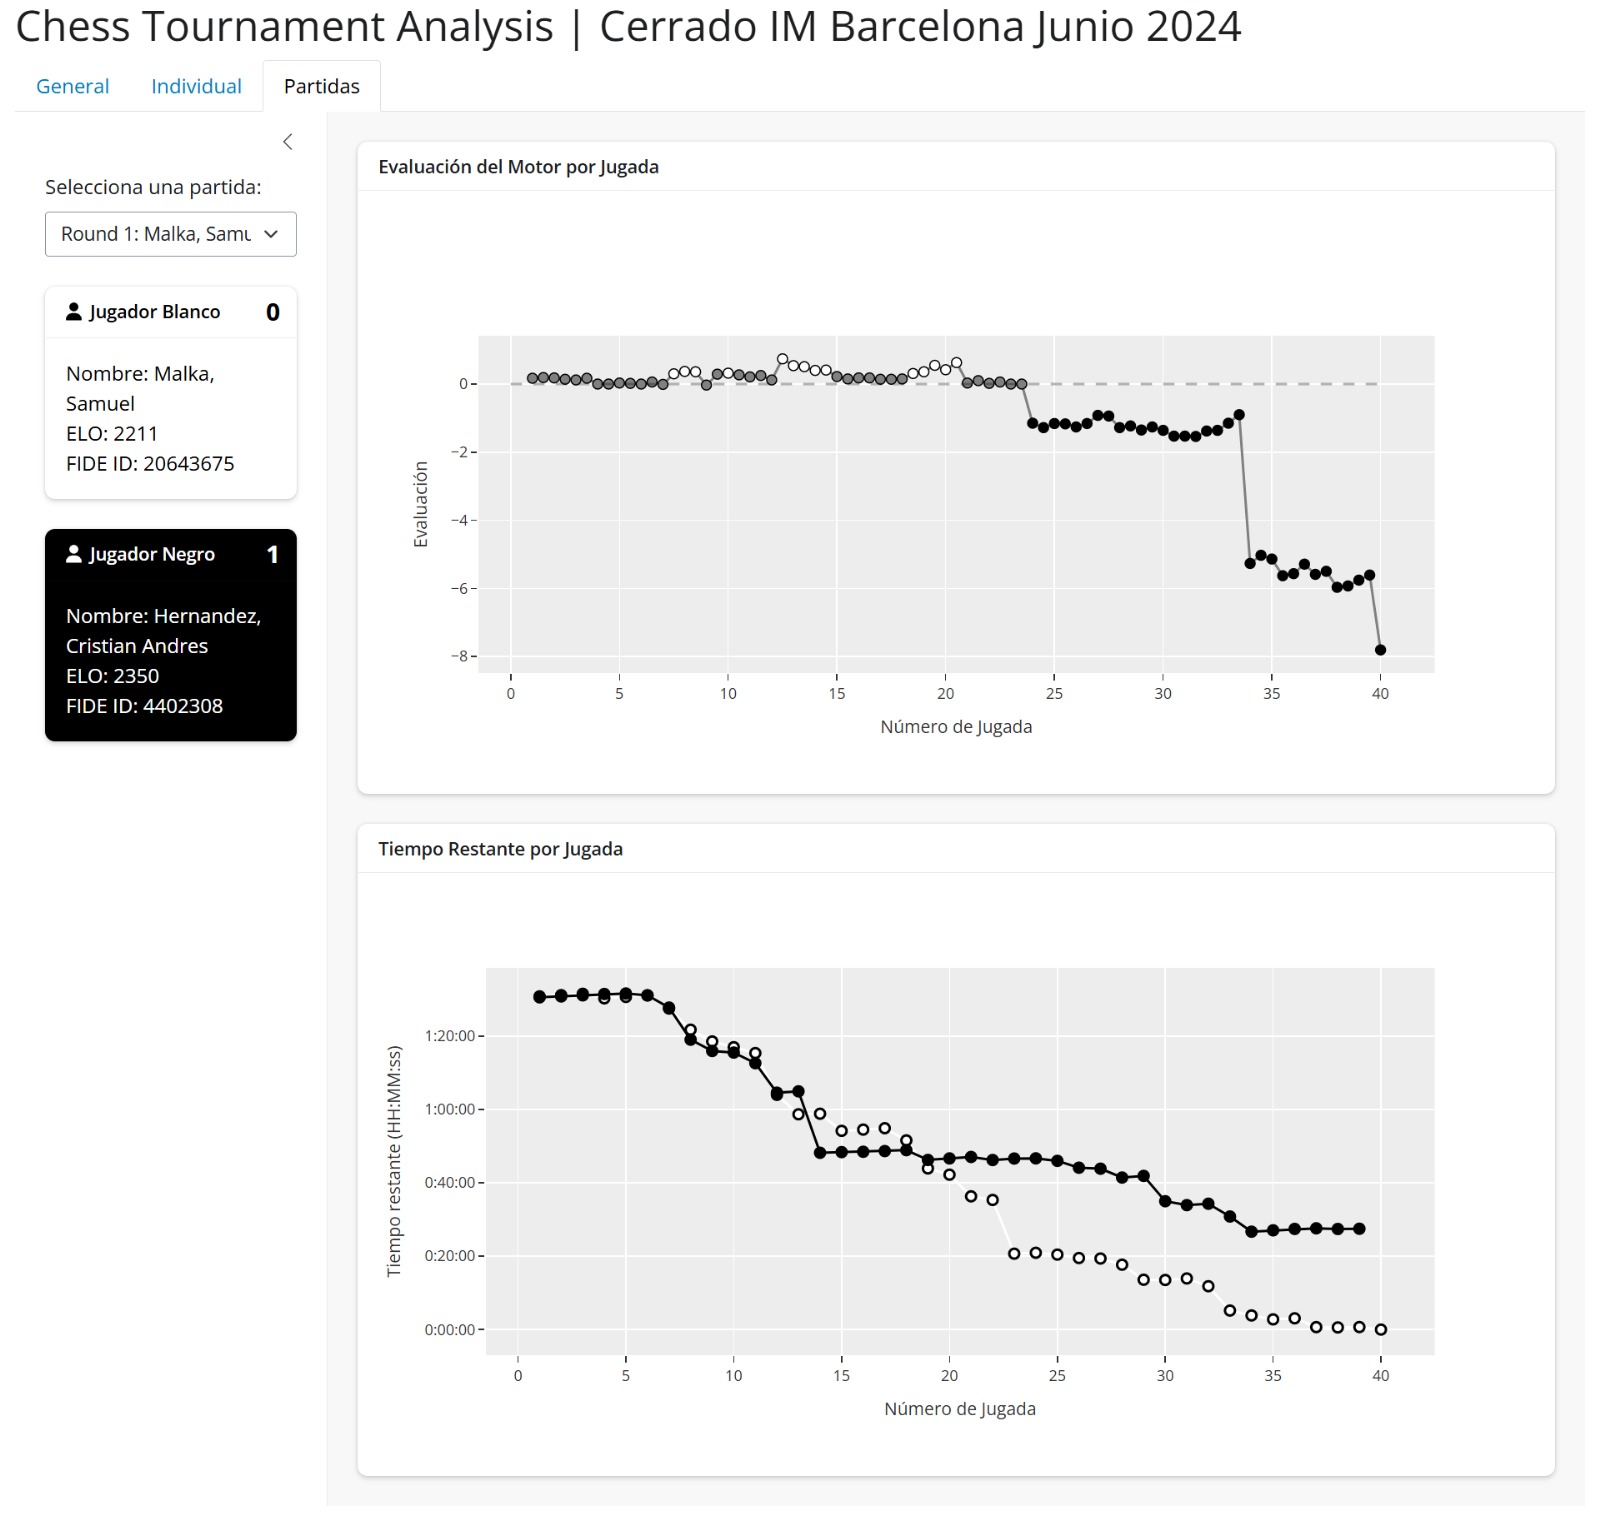 Chess Tournament Analysis | Cerrado IM Barcelona Junio 2024
General
Individual
Partidas
Selecciona una partida:
Round 1: Malka, Samu
Jugador Blanco 0
Nombre: Malka,
Samuel
ELO: 2211
FIDE ID: 20643675
Jugador Negro 1
Nombre: Hernandez,
Cristian Andres
ELO: 2350
FIDE ID: 4402308
Evaluación del Motor por Jugada
Evaluación
0
−2
−4
−6
−8
0 5 10 15 20 25 30 35 40
Número de Jugada
Tiempo Restante por Jugada
Tiempo restante (HH:MM:ss)
1:20:00
1:00:00
0:40:00
0:20:00
0:00:00
0 5 10 15 20 25 30 35 40
Número de Jugada